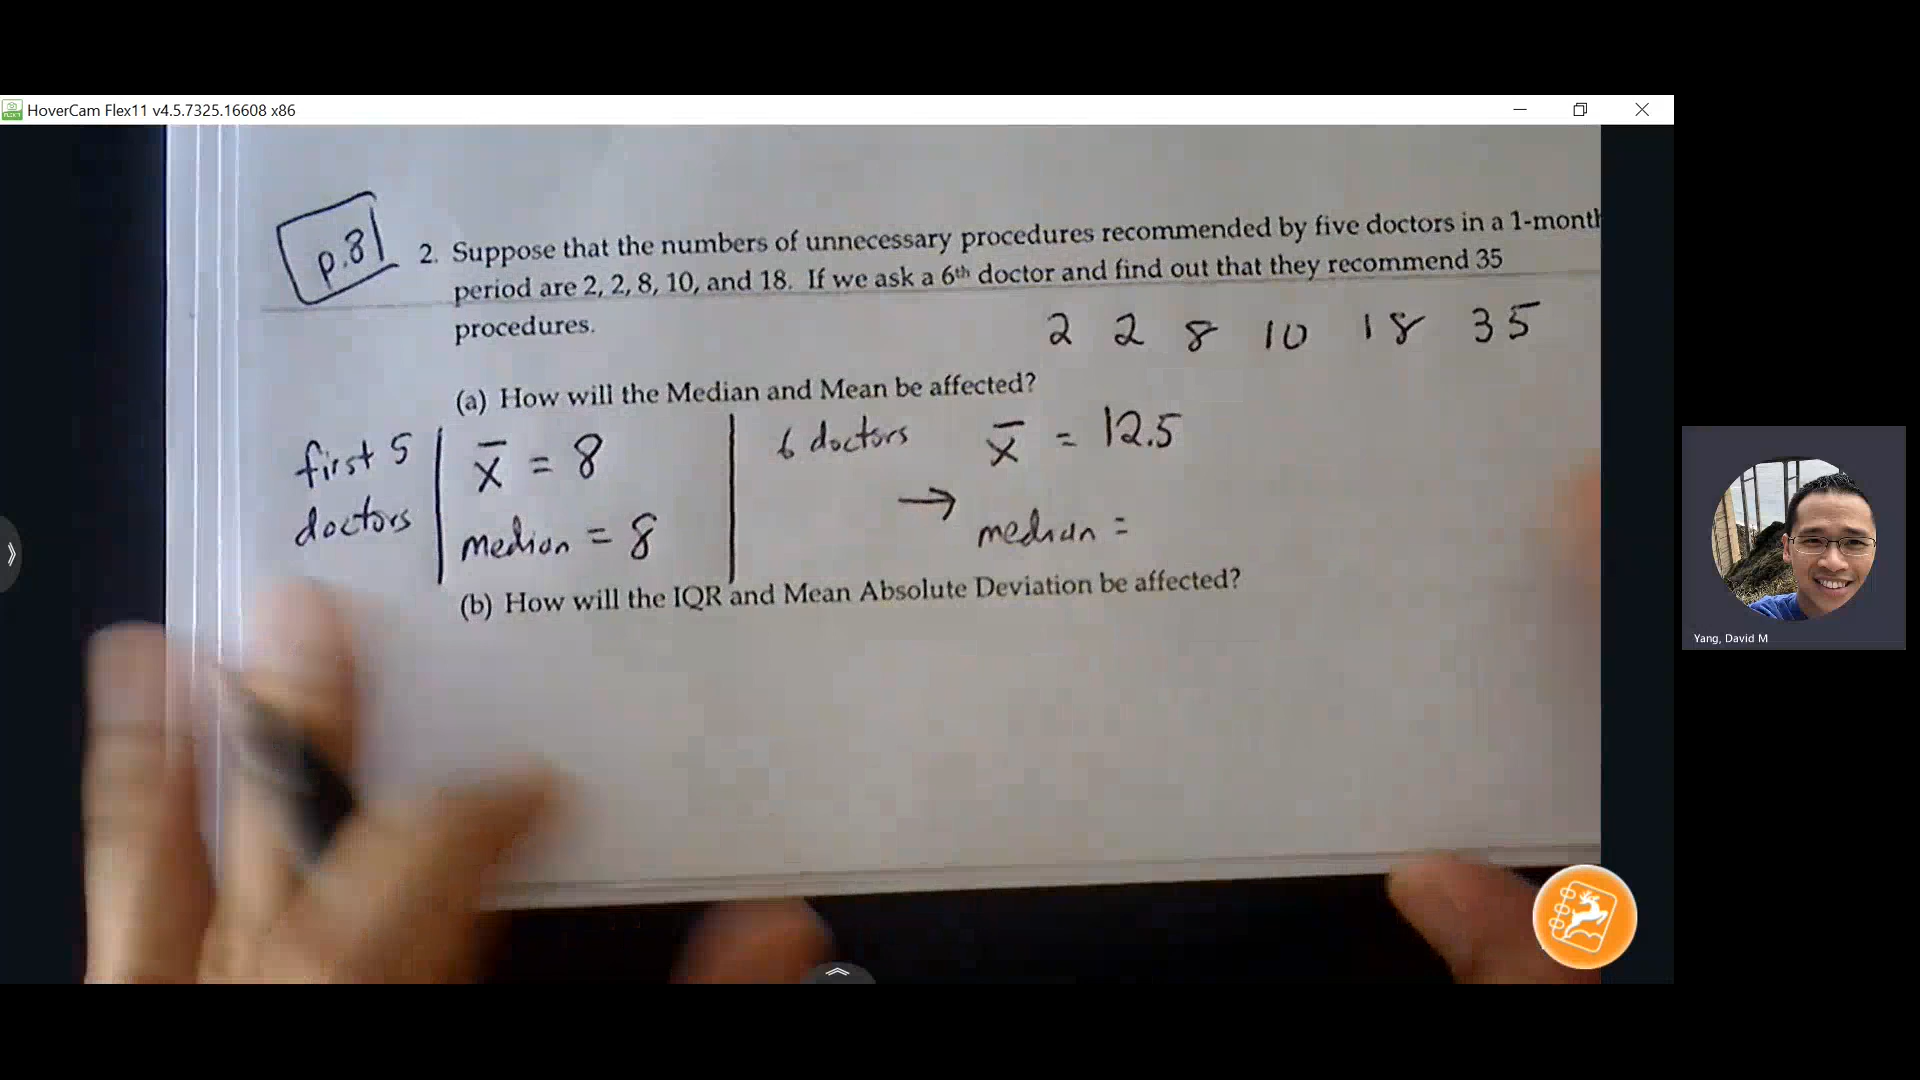 HoverCam Flex11 v4.5.7325.16608 x86
p.8
2. Suppose that the numbers of unnecessary procedures recommended by five doctors in a 1-month
period are 2, 2, 8, 10, and 18. If we ask a 6th doctor and find out that they recommend 35
procedures.
2 2 8 10 18 35
(a) How will the Median and Mean be affected?
first 5
doctors
x̄ = 8
median = 8
6 doctors x̄ = 12.5
→ median =
(b) How will the IQR and Mean Absolute Deviation be affected?
Yang, David M